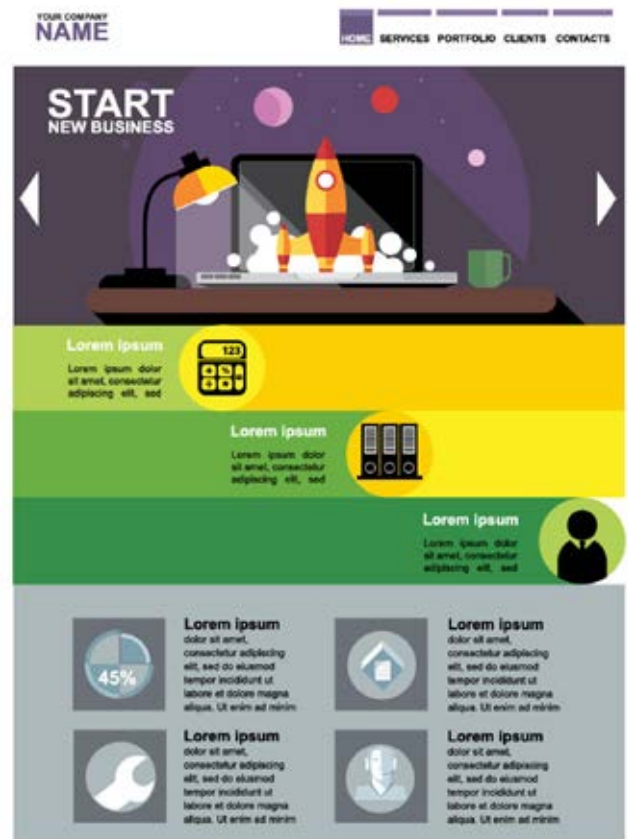 YOUR COMPANY
NAME
HOME SERVICES PORTFOLIO CLIENTS CONTACTS
START
NEW BUSINESS
Lorem ipsum
Lorem ipsum dolor
sit amet, consectetur
adipiscing elit, sed
123
Lorem ipsum
Lorem ipsum dolor
sit amet, consectetur
adipiscing elit, sed
Lorem ipsum
Lorem ipsum dolor
sit amet, consectetur
adipiscing elit, sed
45%
Lorem ipsum
dolor sit amet,
consectetur adipiscing
elit, sed do eiusmod
tempor incididunt ut
labore et dolore magna
aliqua. Ut enim ad minim
Lorem ipsum
dolor sit amet,
consectetur adipiscing
elit, sed do eiusmod
tempor incididunt ut
labore et dolore magna
aliqua. Ut enim ad minim
Lorem ipsum
dolor sit amet,
consectetur adipiscing
elit, sed do eiusmod
tempor incididunt ut
labore et dolore magna
aliqua. Ut enim ad minim
Lorem ipsum
dolor sit amet,
consectetur adipiscing
elit, sed do eiusmod
tempor incididunt ut
labore et dolore magna
aliqua. Ut enim ad minim